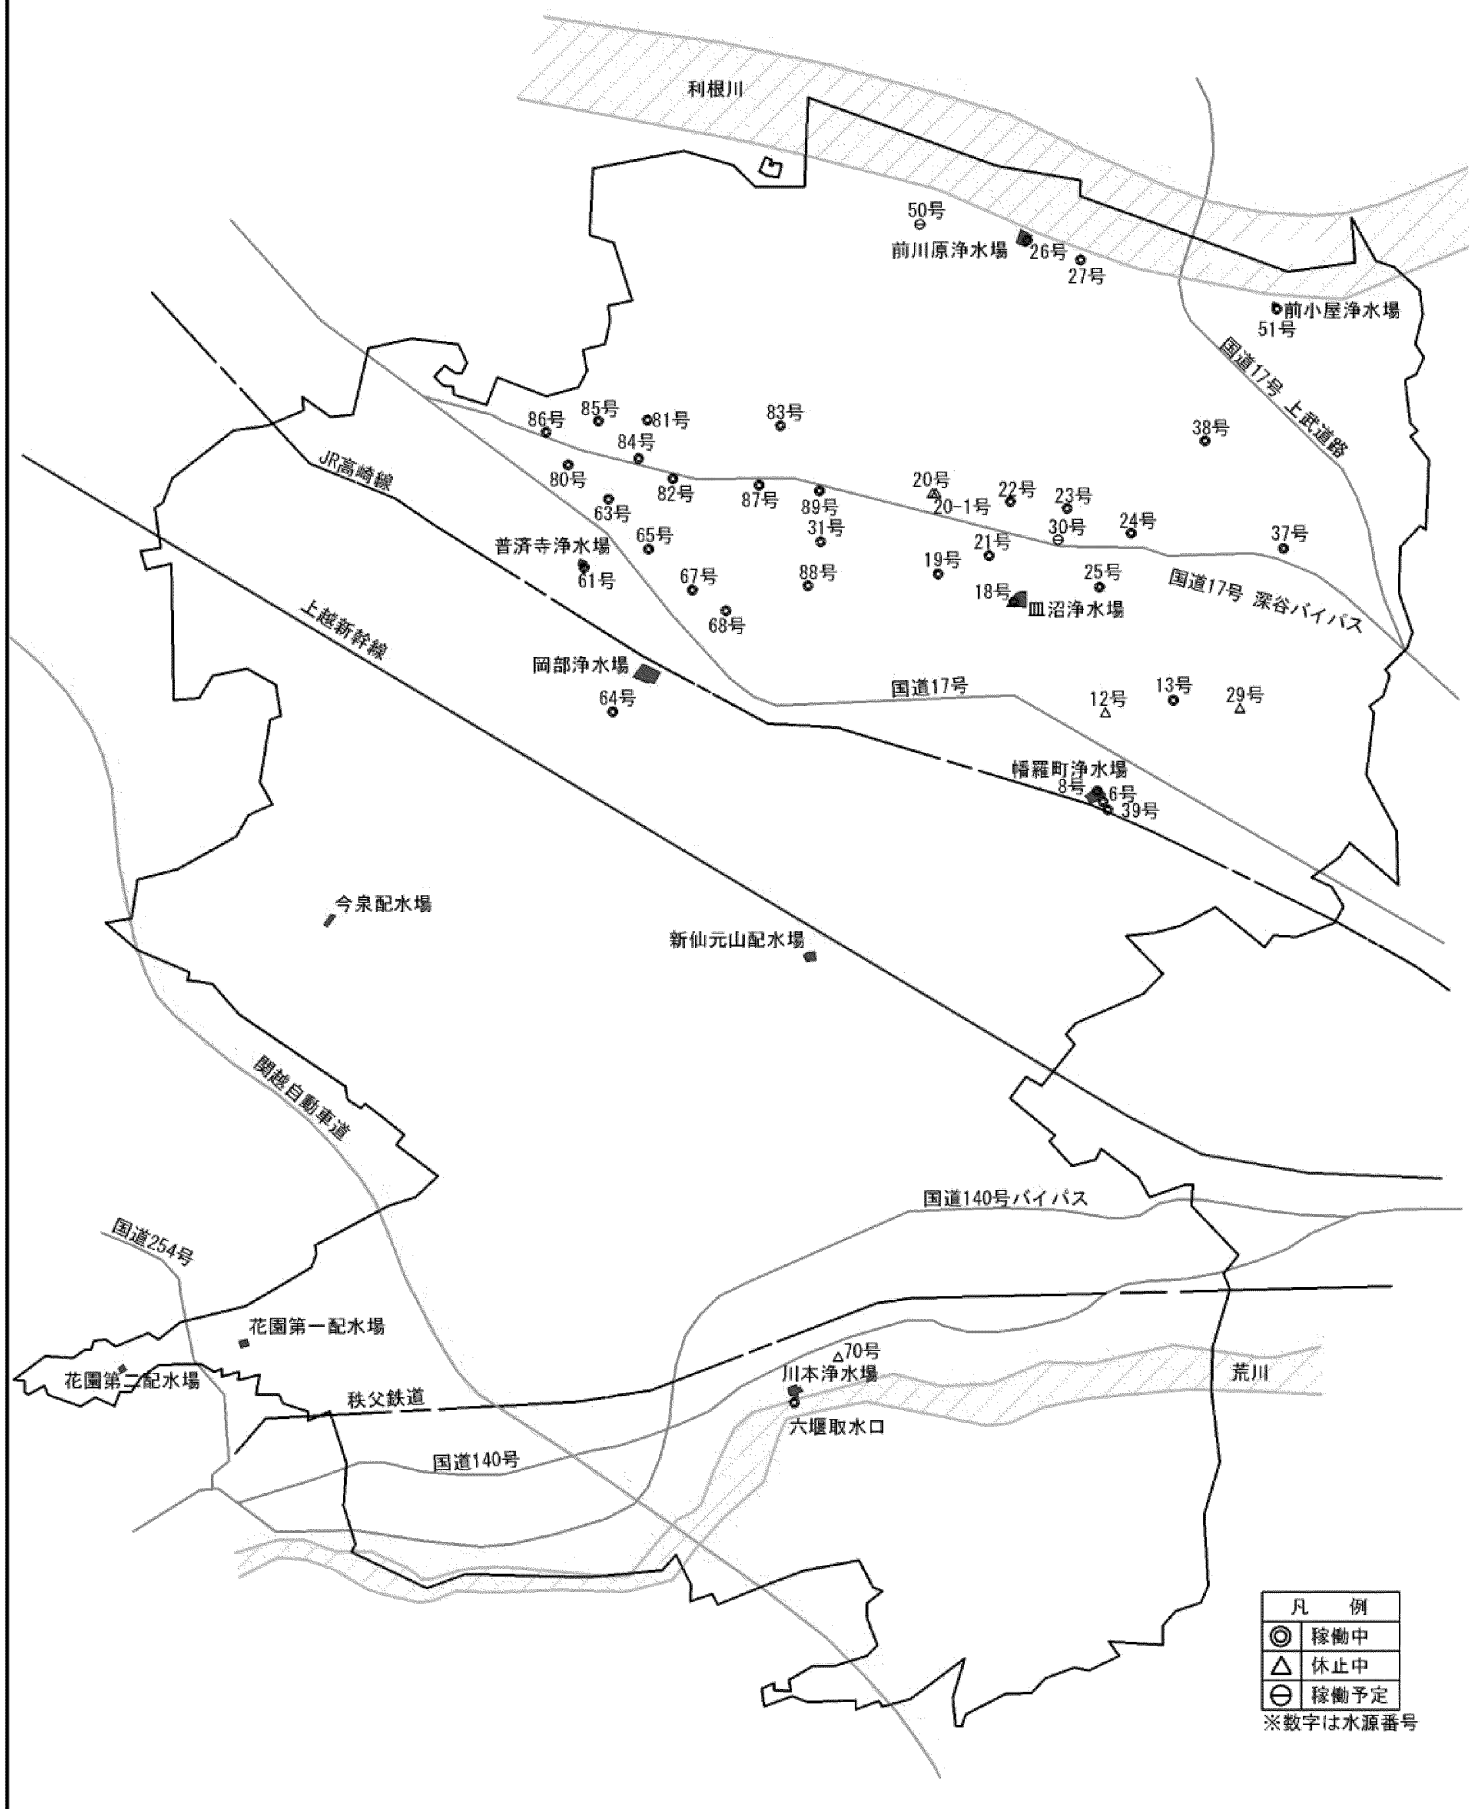 利根川
50号
前川原浄水場
26号
27号
前小屋浄水場
51号
国道17号 上武道路
86号
85号
81号
83号
84号
38号
80号
82号
87号
89号
20号
20-1号
22号
23号
63号
JR高崎線
31号
30号
24号
37号
65号
普済寺浄水場
61号
21号
19号
67号
88号
25号
18号
皿沼浄水場
国道17号 深谷バイパス
68号
上越新幹線
岡部浄水場
64号
国道17号
12号
13号
29号
幡羅町浄水場
8号
6号
39号
今泉配水場
新仙元山配水場
関越自動車道
国道140号バイパス
国道254号
花園第一配水場
花園第二配水場
70号
川本浄水場
荒川
秩父鉄道
六堰取水口
国道140号
凡 例
稼働中
休止中
稼働予定
※数字は水源番号